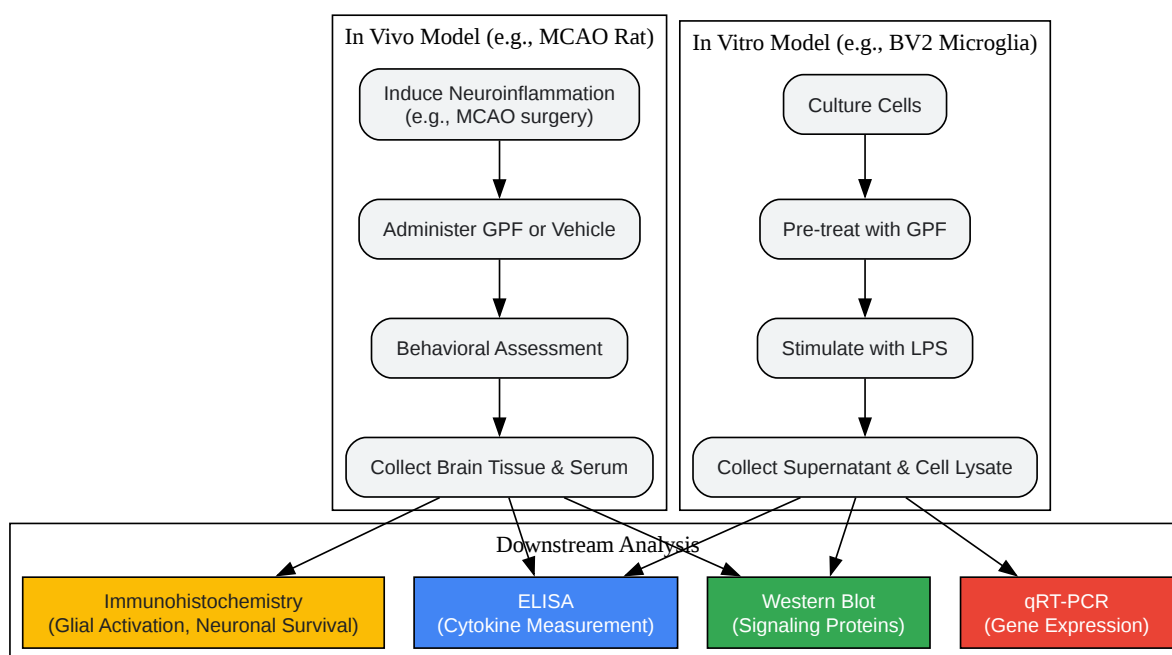 In Vivo Model (e.g., MCAO Rat)
Induce Neuroinflammation
(e.g., MCAO surgery)
Administer GPF or Vehicle
Behavioral Assessment
Collect Brain Tissue & Serum
In Vitro Model (e.g., BV2 Microglia)
Culture Cells
Pre-treat with GPF
Stimulate with LPS
Collect Supernatant & Cell Lysate
Downstream Analysis
Immunohistochemistry
(Glial Activation, Neuronal Survival)
ELISA
(Cytokine Measurement)
Western Blot
(Signaling Proteins)
qRT-PCR
(Gene Expression)